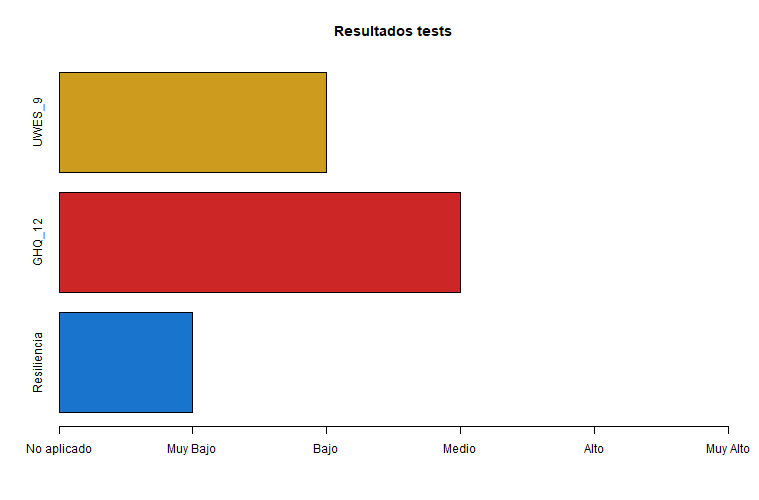 Resultados tests
UWES_9
GHQ_12
Resiliencia
No aplicado
Muy Bajo
Bajo
Medio
Alto
Muy Alto